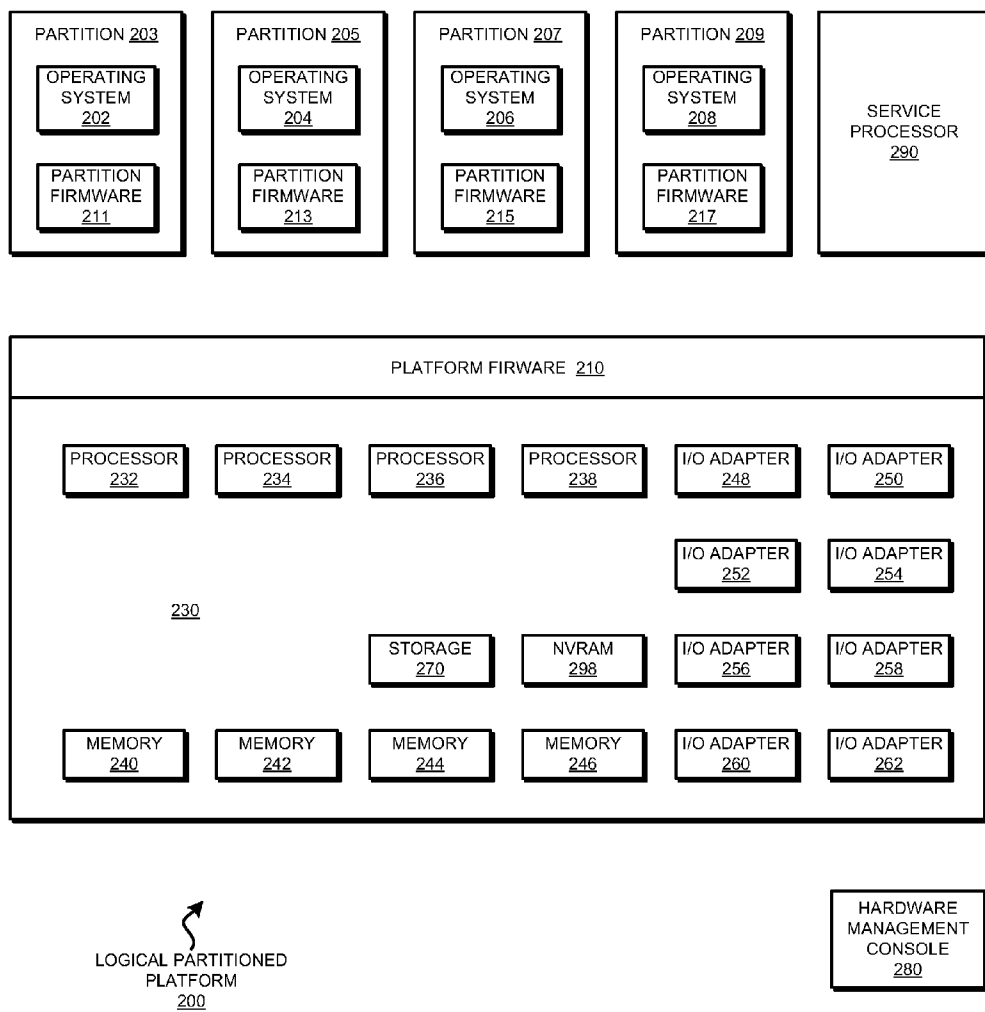 PARTITION 203
OPERATING
SYSTEM
202
PARTITION
FIRMWARE
211
PARTITION 205
OPERATING
SYSTEM
204
PARTITION
FIRMWARE
213
PARTITION 207
OPERATING
SYSTEM
206
PARTITION
FIRMWARE
215
PARTITION 209
OPERATING
SYSTEM
208
PARTITION
FIRMWARE
217
SERVICE
PROCESSOR
290
PLATFORM FIRWARE 210
PROCESSOR
232
PROCESSOR
234
PROCESSOR
236
PROCESSOR
238
I/O ADAPTER
248
I/O ADAPTER
250
I/O ADAPTER
252
I/O ADAPTER
254
230
STORAGE
270
NVRAM
298
I/O ADAPTER
256
I/O ADAPTER
258
MEMORY
240
MEMORY
242
MEMORY
244
MEMORY
246
I/O ADAPTER
260
I/O ADAPTER
262
LOGICAL PARTITIONED
PLATFORM
200
HARDWARE
MANAGEMENT
CONSOLE
280